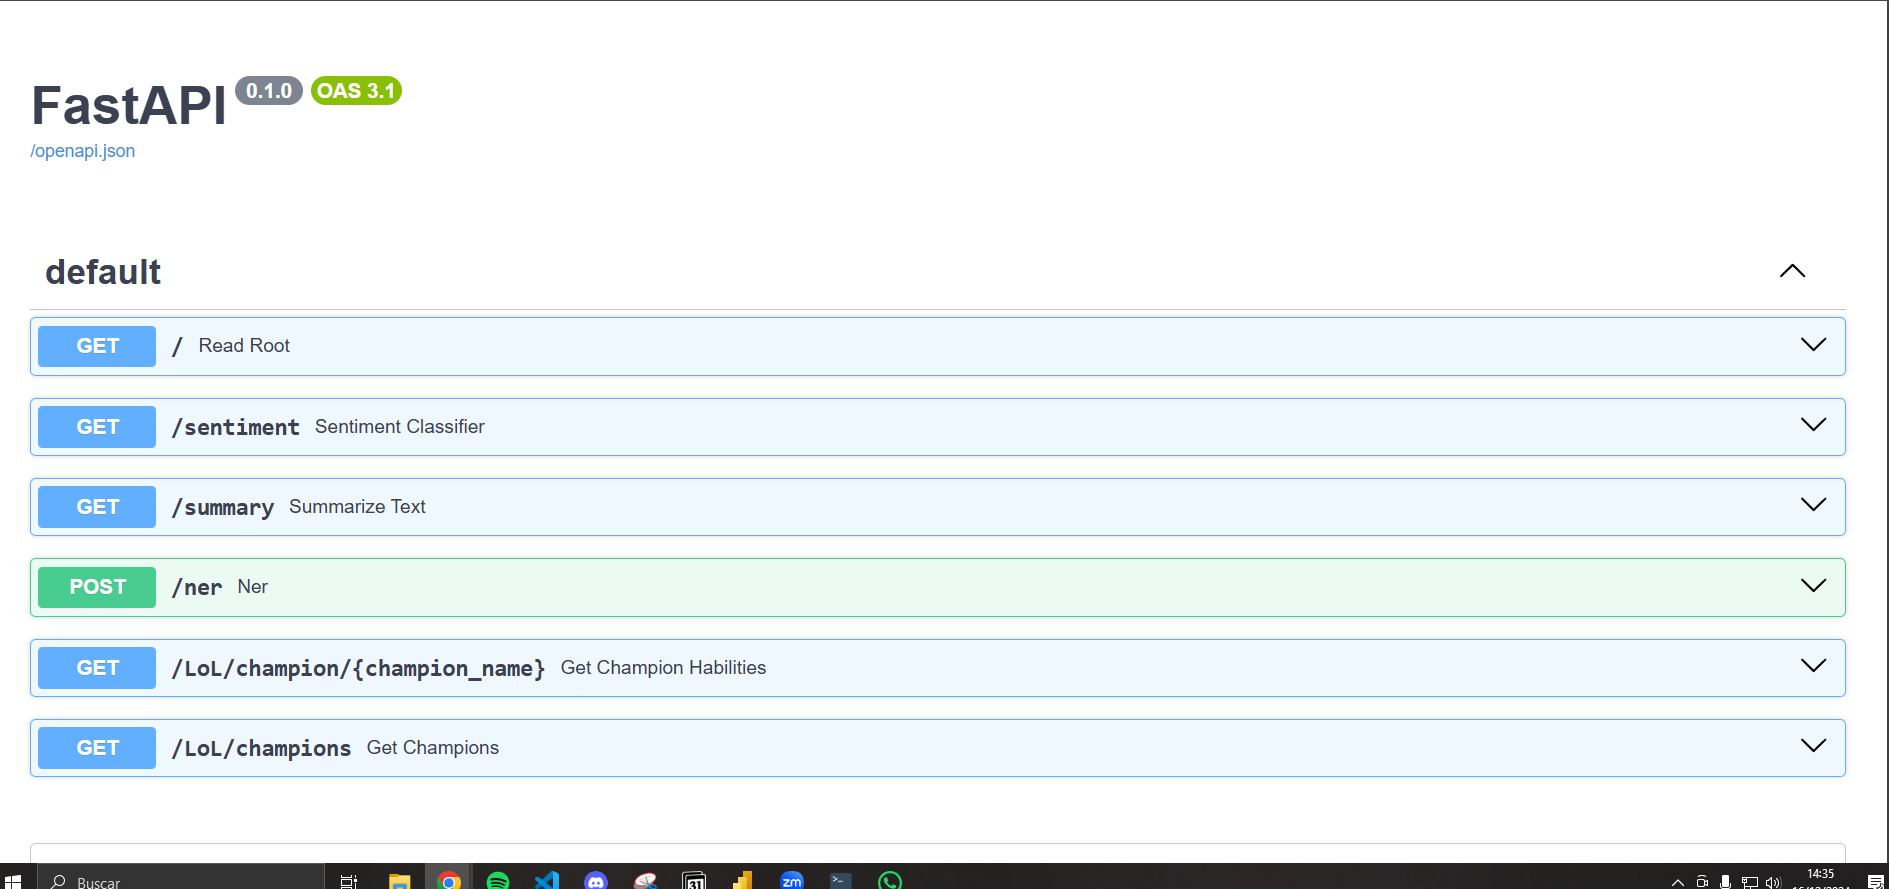 FastAPI 0.1.0 OAS 3.1
/openapi.json
default
GET / Read Root
GET /sentiment Sentiment Classifier
GET /summary Summarize Text
POST /ner Ner
GET /LoL/champion/{champion_name} Get Champion Habilities
GET /LoL/champions Get Champions
Buscar
31
zm
14:35